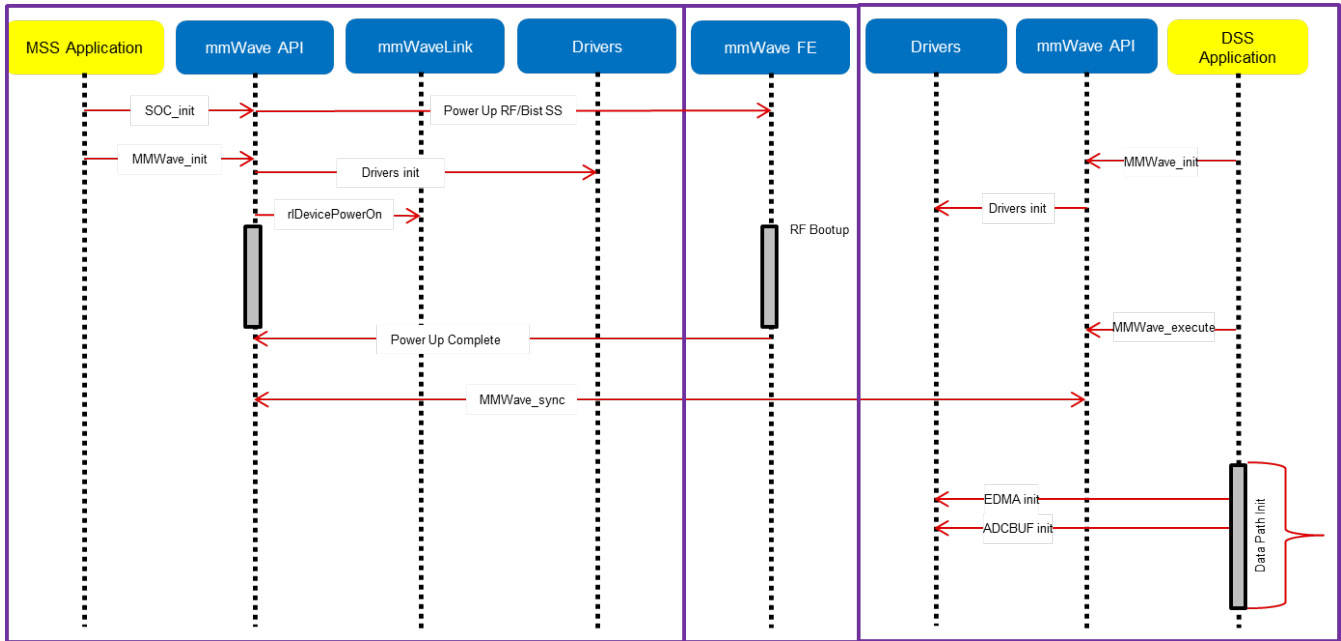 MSS Application
mmWave API
mmWaveLink
Drivers
mmWave FE
Drivers
mmWave API
DSS
Application
SOC_init
Power Up RF/Bist SS
MMWave_init
MMWave_init
Drivers init
rlDevicePowerOn
Drivers init
RF Bootup
MMWave_execute
Power Up Complete
MMWave_sync
EDMA init
ADCBUF init
Data Path Init